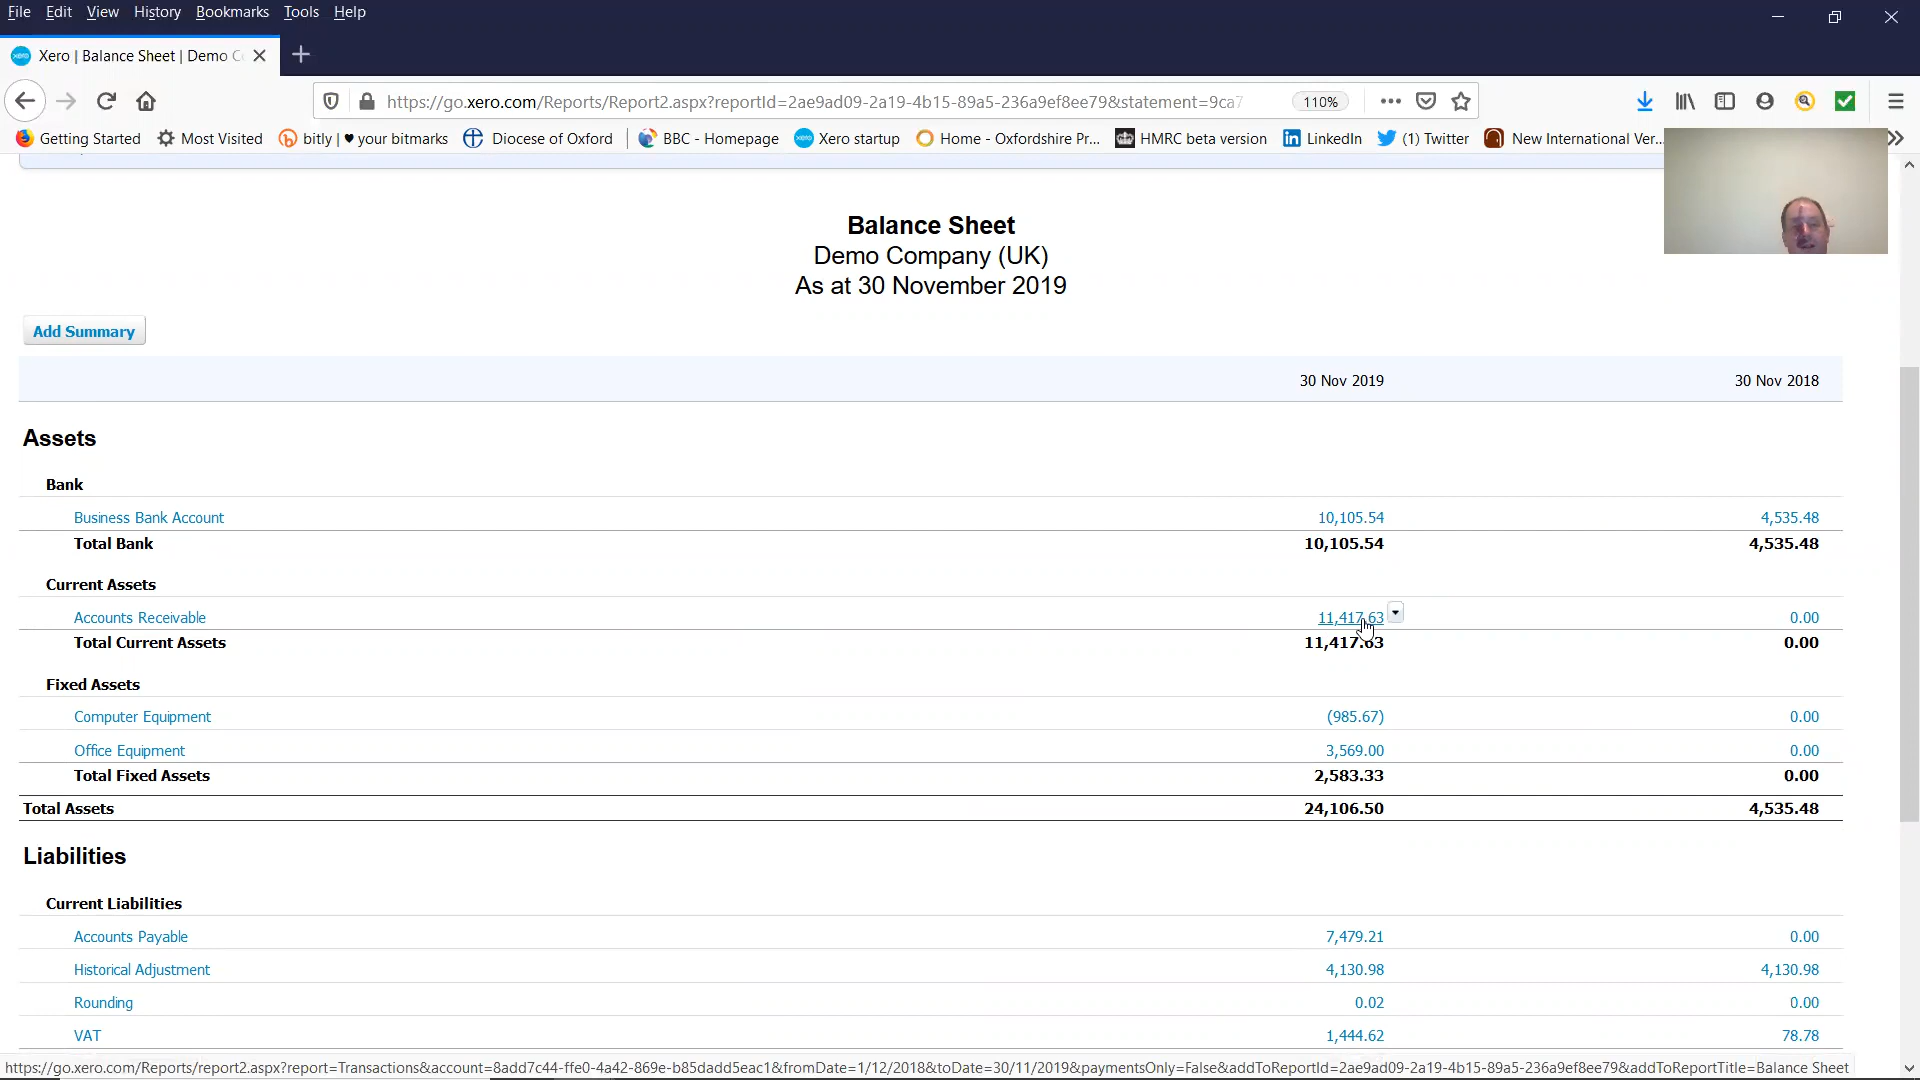 File Edit View History Bookmarks Tools Help
Xero | Balance Sheet | Demo C
https://go.xero.com/Reports/Report2.aspx?reportId=2ae9ad09-2a19-4b15-89a5-236a9ef8ee79&statement=9ca7 110%
Getting Started Most Visited bitly | ♥ your bitmarks Diocese of Oxford BBC - Homepage Xero startup Home - Oxfordshire Pr... HMRC beta version LinkedIn (1) Twitter New International Ver...
Balance Sheet
Demo Company (UK)
As at 30 November 2019
Add Summary
30 Nov 2019 30 Nov 2018
Assets
Bank
Business Bank Account 10,105.54 4,535.48
Total Bank 10,105.54 4,535.48
Current Assets
Accounts Receivable 11,417.63 0.00
Total Current Assets 11,417.63 0.00
Fixed Assets
Computer Equipment (985.67) 0.00
Office Equipment 3,569.00 0.00
Total Fixed Assets 2,583.33 0.00
Total Assets 24,106.50 4,535.48
Liabilities
Current Liabilities
Accounts Payable 7,479.21 0.00
Historical Adjustment 4,130.98 4,130.98
Rounding 0.02 0.00
VAT 1,444.62 78.78
https://go.xero.com/Reports/report2.aspx?report=Transactions&account=8add7c44-ffe0-4a42-869e-b85dadd5eac1&fromDate=1/12/2018&toDate=30/11/2019&paymentsOnly=False&addToReportId=2ae9ad09-2a19-4b15-89a5-236a9ef8ee79&addToReportTitle=Balance Sheet